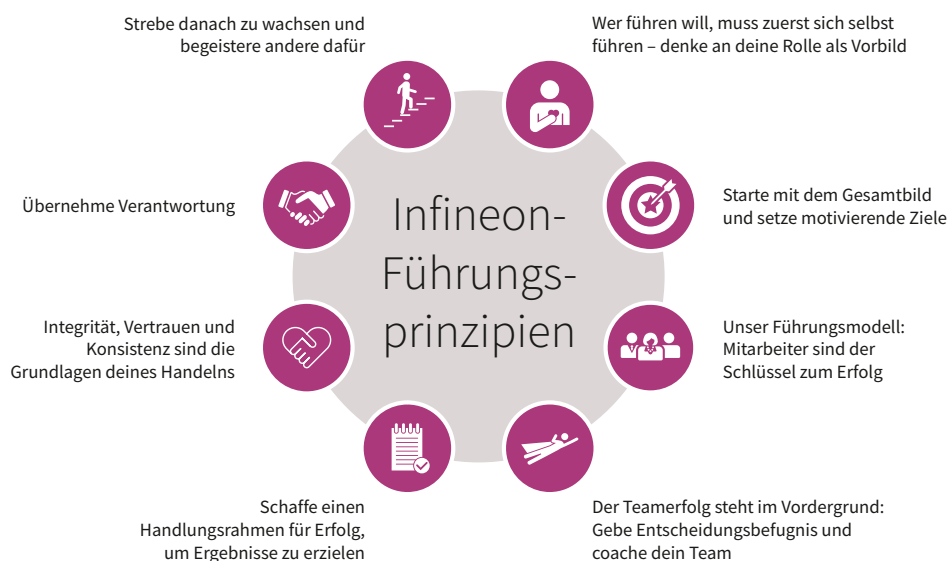 Strebe danach zu wachsen und
begeistere andere dafür
Wer führen will, muss zuerst sich selbst
führen – denke an deine Rolle als Vorbild
Übernehme Verantwortung
Infineon-
Führungs-
prinzipien
Starte mit dem Gesamtbild
und setze motivierende Ziele
Integrität, Vertrauen und
Konsistenz sind die
Grundlagen deines Handelns
Unser Führungsmodell:
Mitarbeiter sind der
Schlüssel zum Erfolg
Schaffe einen
Handlungsrahmen für Erfolg,
um Ergebnisse zu erzielen
Der Teamerfolg steht im Vordergrund:
Gebe Entscheidungsbefugnis und
coache dein Team